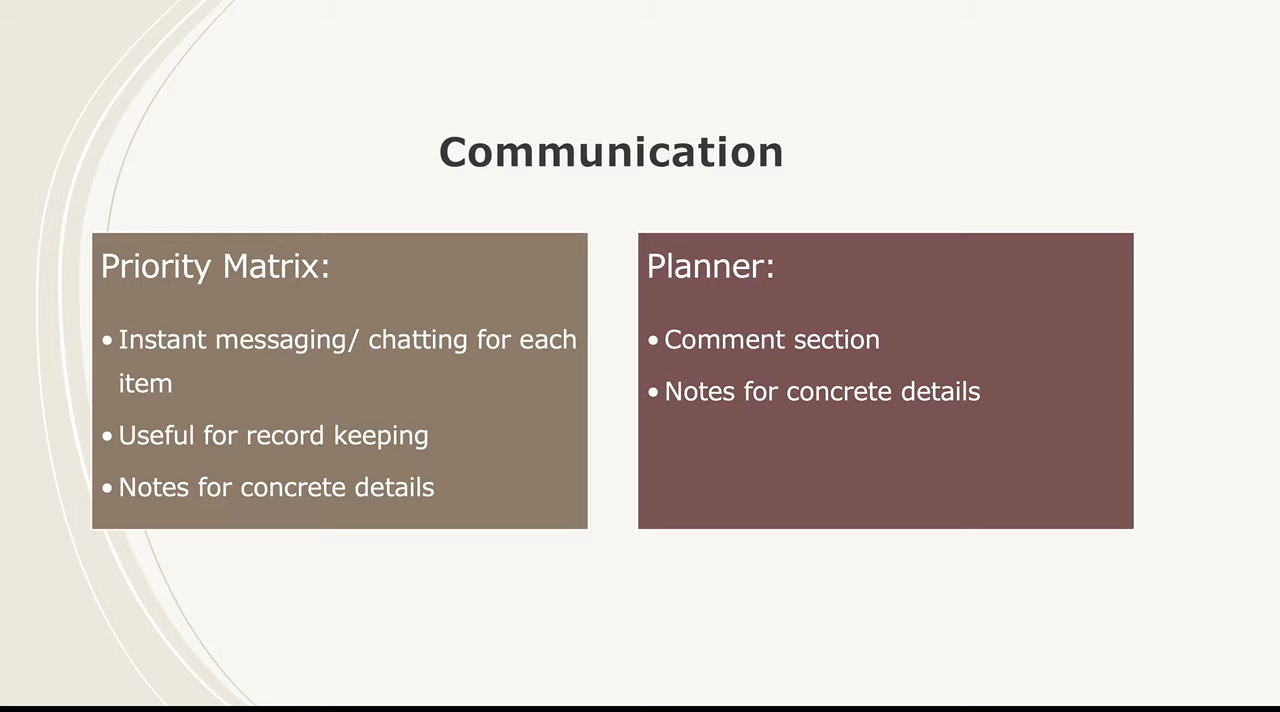 Communication
Priority Matrix:
• Instant messaging/ chatting for each
item
• Useful for record keeping
• Notes for concrete details
Planner:
• Comment section
• Notes for concrete details